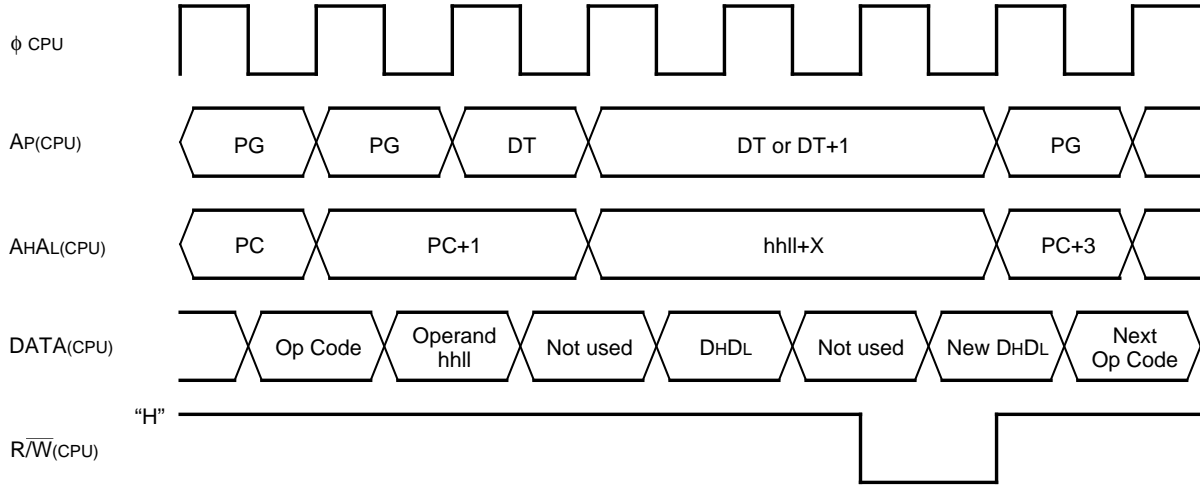 ϕ CPU
AP(CPU)
PG
PG
DT
DT or DT+1
PG
AHAL(CPU)
PC
PC+1
hhll+X
PC+3
DATA(CPU)
Op Code
Operand
hhll
Not used
DHDL
Not used
New DHDL
Next
Op Code
“H”
R/W(CPU)